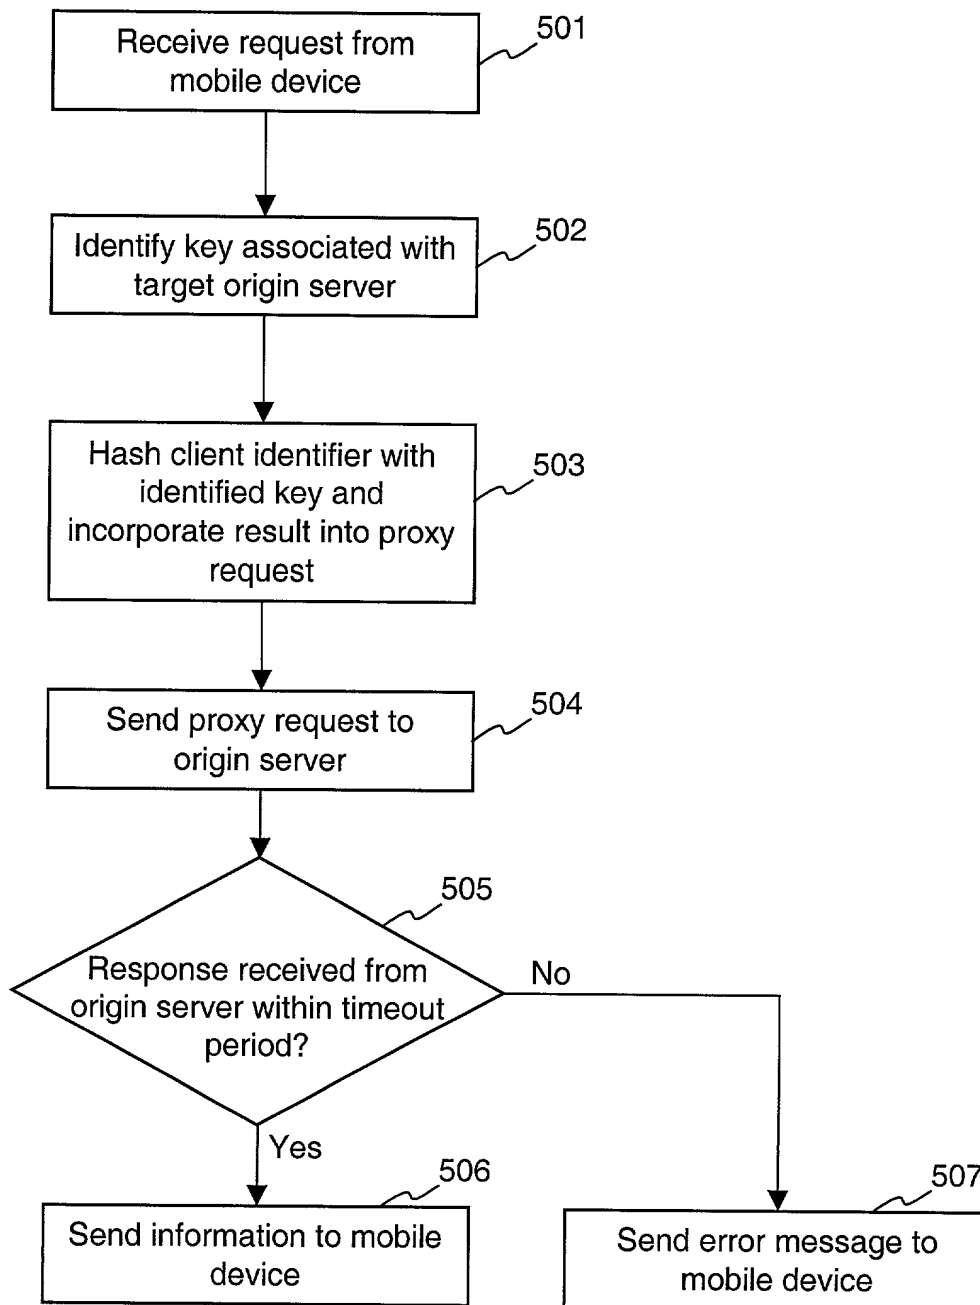 Receive request from
mobile device
501
Identify key associated with
target origin server
502
Hash client identifier with
identified key and
incorporate result into proxy
request
503
Send proxy request to
origin server
504
Response received from
origin server within timeout
period?
505
No
Yes
Send information to mobile
device
506
Send error message to
mobile device
507